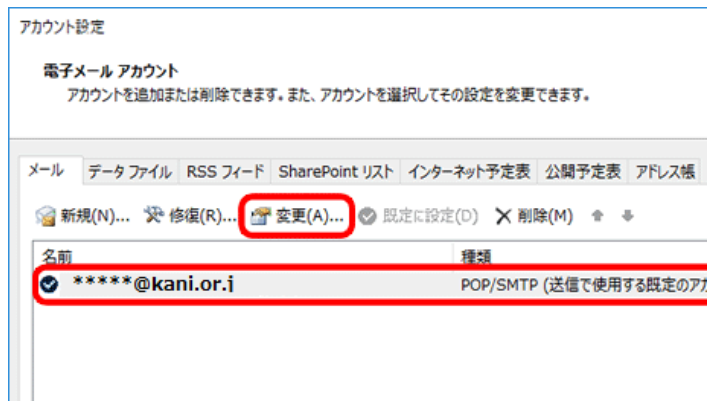 アカウント設定
電子メール アカウント
アカウントを追加または削除できます。また、アカウントを選択してその設定を変更できます。
メール データ ファイル RSS フィード SharePoint リスト インターネット予定表 公開予定表 アドレス帳
新規(N)... 修復(R)... 変更(A)... 既定に設定(D) 削除(M)
名前 種類
*****@kani.or.j POP/SMTP (送信で使用する既定のアカ